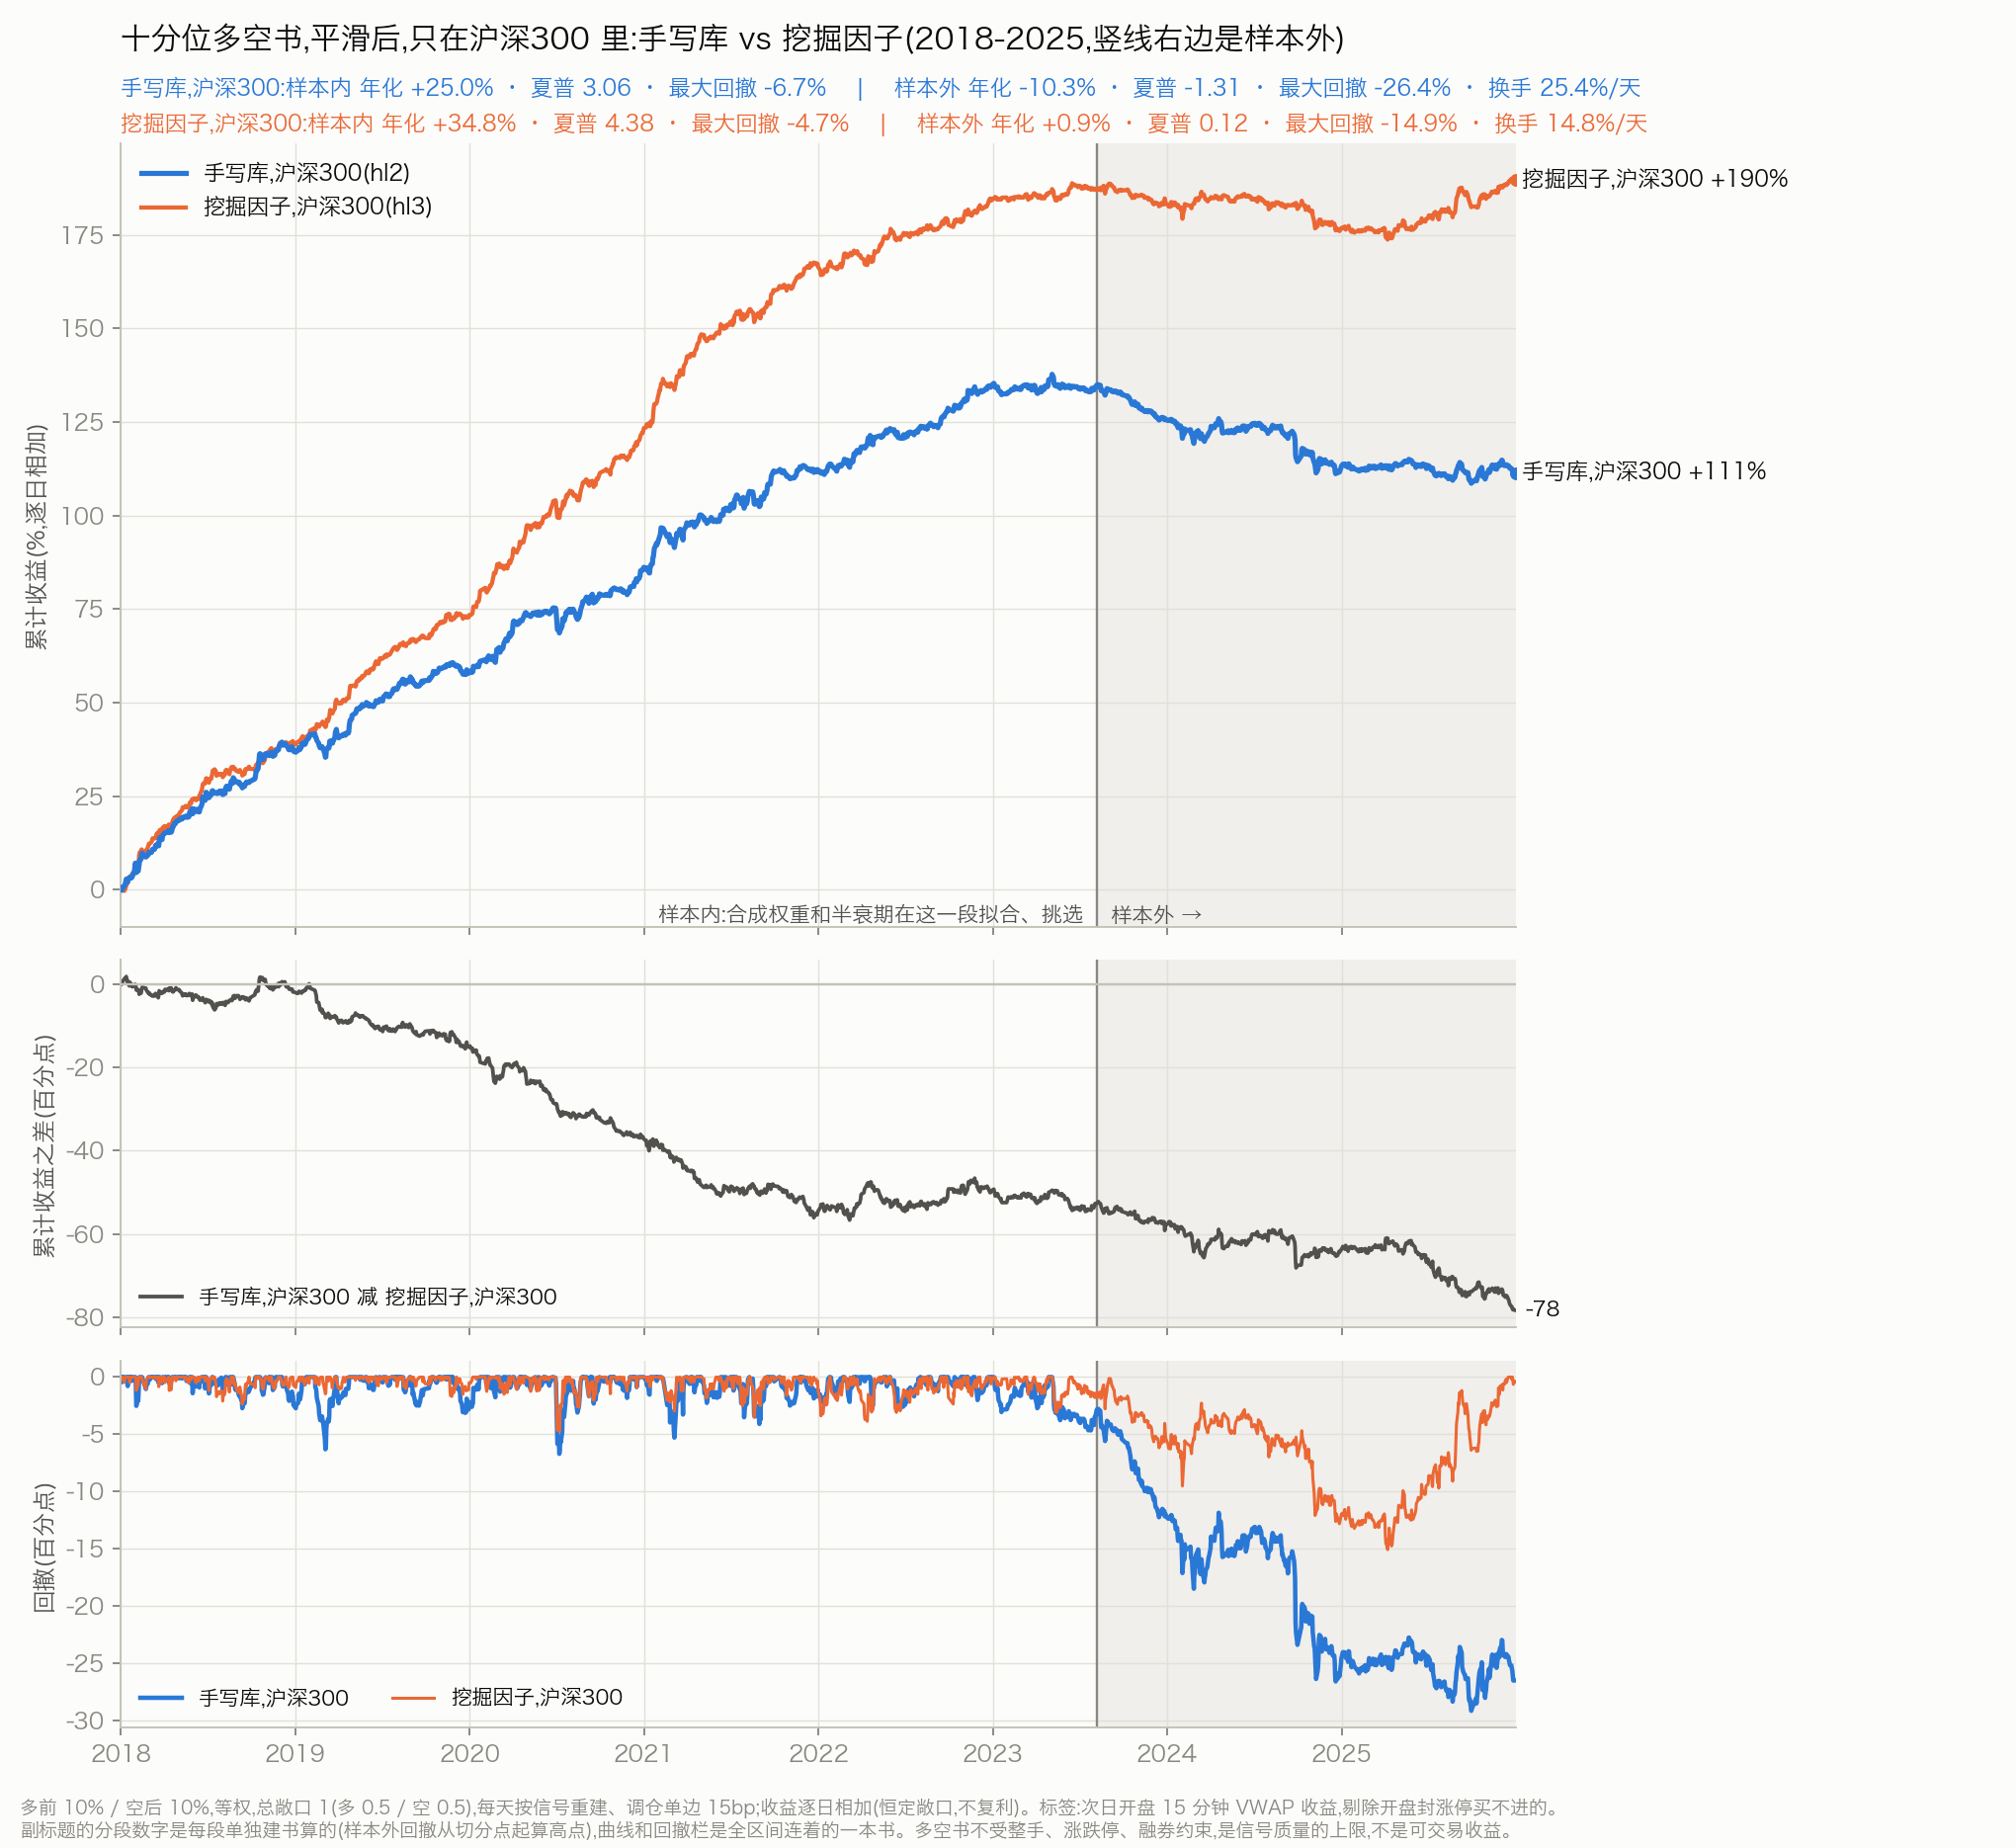 十分位多空书,平滑后,只在沪深300 里:手写库 vs 挖掘因子(2018-2025,竖线右边是样本外)
手写库,沪深300:样本内 年化 +25.0% · 夏普 3.06 · 最大回撤 -6.7% | 样本外 年化 -10.3% · 夏普 -1.31 · 最大回撤 -26.4% · 换手 25.4%/天
挖掘因子,沪深300:样本内 年化 +34.8% · 夏普 4.38 · 最大回撤 -4.7% | 样本外 年化 +0.9% · 夏普 0.12 · 最大回撤 -14.9% · 换手 14.8%/天
手写库,沪深300(hl2)
挖掘因子,沪深300(hl3)
挖掘因子,沪深300 +190%
手写库,沪深300 +111%
累计收益(%,逐日相加)
175
150
125
100
75
50
25
0
样本内:合成权重和半衰期在这一段拟合、挑选
样本外 →
累计收益之差(百分点)
0
-20
-40
-60
-80
手写库,沪深300 减 挖掘因子,沪深300
-78
回撤(百分点)
0
-5
-10
-15
-20
-25
-30
手写库,沪深300
挖掘因子,沪深300
2018 2019 2020 2021 2022 2023 2024 2025
多前 10% / 空后 10%,等权,总敞口 1(多 0.5 / 空 0.5),每天按信号重建、调仓单边 15bp;收益逐日相加(恒定敞口,不复利)。标签:次日开盘 15 分钟 VWAP 收益,剔除开盘封涨停买不进的。
副标题的分段数字是每段单独建书算的(样本外回撤从切分点起算高点),曲线和回撤栏是全区间连着的一本书。多空书不受整手、涨跌停、融券约束,是信号质量的上限,不是可交易收益。